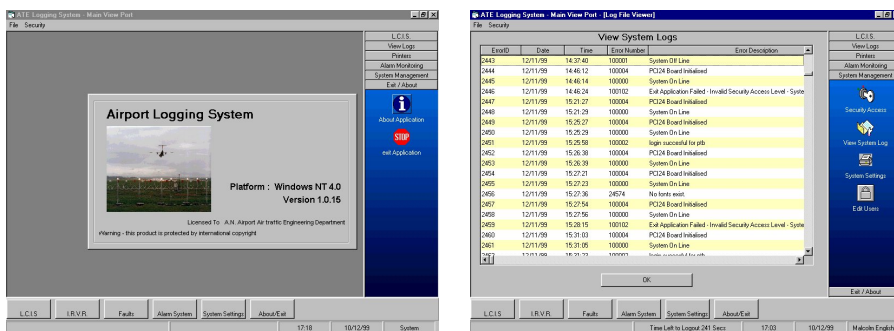 ATE Logging System - Main View Port
File Security
L.C.I.S.
View Logs
Printers
Alarm Monitoring
System Management
Exit / About
About Application
STOP
exit Application
Airport Logging System
Platform : Windows NT 4.0
Version 1.0.15
Licensed To A.N. Airport Air traffic Engineering Department
Warning - this product is protected by international copyright
L.C.I.S I.R.V.R. Faults Alarm System System Settings About/Exit
17:18 10/12/99 System
ATE Logging System - Main View Port - [Log File Viewer]
File Security
View System Logs
ErrorID Date Time Error Number Error Description
2443 12/11/99 14:37:40 100001 System Off Line
2444 12/11/99 14:46:12 100004 PCI24 Board Initialised
2445 12/11/99 14:46:14 100000 System On Line
2446 12/11/99 14:46:24 100102 Exit Application Failed - Invalid Security Access Level - Syste
2447 12/11/99 15:21:27 100004 PCI24 Board Initialised
2448 12/11/99 15:21:29 100000 System On Line
2449 12/11/99 15:25:27 100004 PCI24 Board Initialised
2450 12/11/99 15:25:29 100000 System On Line
2451 12/11/99 15:25:58 100002 login succesful for ptb
2452 12/11/99 15:26:38 100004 PCI24 Board Initialised
2453 12/11/99 15:26:39 100000 System On Line
2454 12/11/99 15:27:21 100004 PCI24 Board Initialised
2455 12/11/99 15:27:23 100000 System On Line
2456 12/11/99 15:27:36 24574 No fonts exist.
2457 12/11/99 15:27:54 100004 PCI24 Board Initialised
2458 12/11/99 15:27:56 100000 System On Line
2459 12/11/99 15:28:15 100102 Exit Application Failed - Invalid Security Access Level - Syste
2460 12/11/99 15:31:03 100004 PCI24 Board Initialised
2461 12/11/99 15:31:05 100000 System On Line
OK
L.C.I.S.
View Logs
Printers
Alarm Monitoring
System Management
Security Access
View System Log
System Settings
Edit Users
Exit / About
L.C.I.S I.R.V.R. Faults Alarm System System Settings About/Exit
Time Left to Logout 241 Secs 17:03 10/12/99 Malcolm English